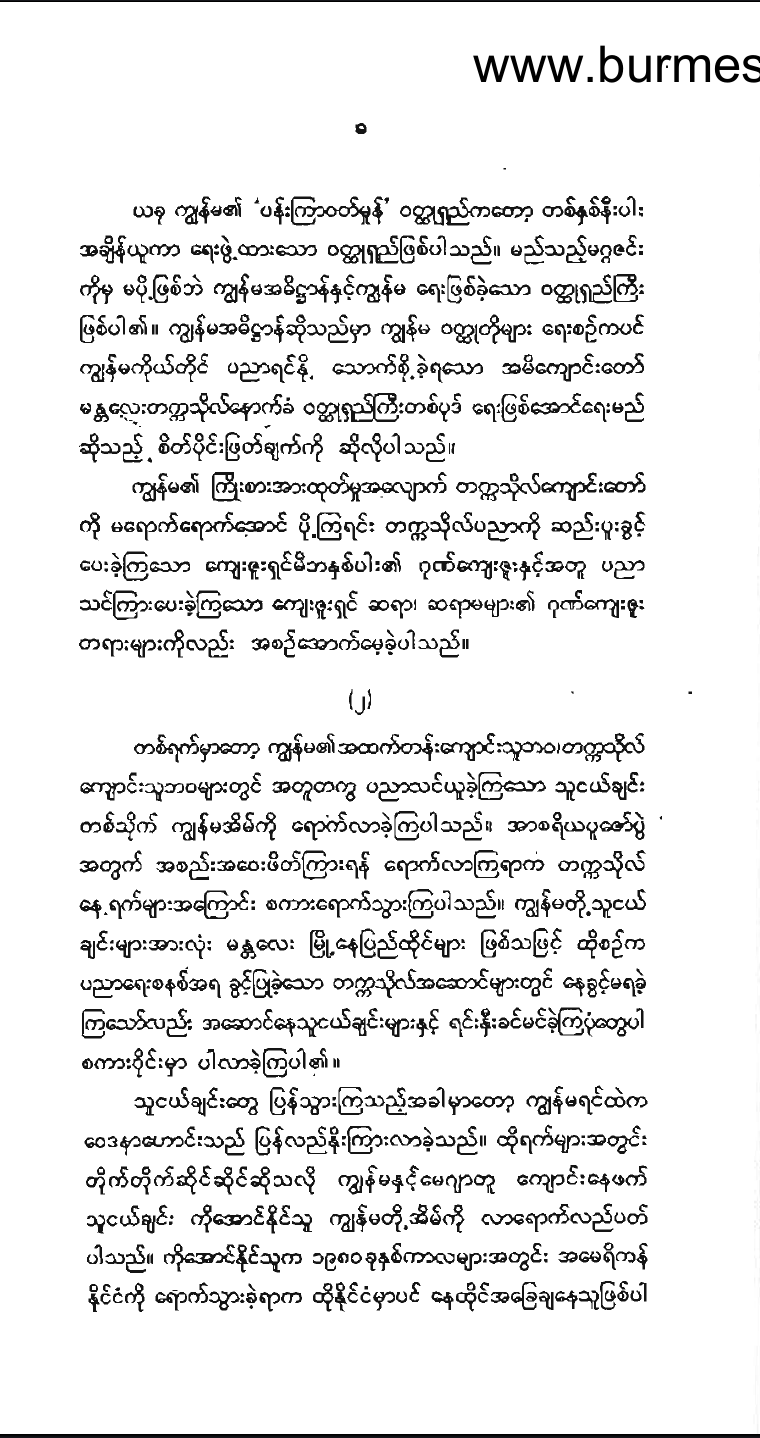 www.burmes
ခ
ယခု ကျွန်မ၏ ‘ပန်းကြာဝတ်မှုန်’ ဝတ္ထုရှည်ကတော့ တစ်နှစ်နီးပါး
အချိန်ယူကာ ရေးဖွဲ့ထားသော ဝတ္ထုရှည်ဖြစ်ပါသည်။ မည်သည့်မဂ္ဂဇင်း
ကိုမှ မပို့ဖြစ်ဘဲ ကျွန်မအဓိဋ္ဌာန်နှင့်ကျွန်မ ရေးဖြစ်ခဲ့သော ဝတ္ထုရှည်ကြီး
ဖြစ်ပါ၏။ ကျွန်မအဓိဋ္ဌာန်ဆိုသည်မှာ ကျွန်မ ဝတ္ထုတိုများ ရေးစဉ်ကပင်
ကျွန်မကိုယ်တိုင် ပညာရင်နို့ သောက်စို့ခဲ့ရသော အမိကျောင်းတော်
မန္တလေးတက္ကသိုလ်နောက်ခံ ဝတ္ထုရှည်ကြီးတစ်ပုဒ် ရေးဖြစ်အောင်ရေးမည်
ဆိုသည့် စိတ်ပိုင်းဖြတ်ချက်ကို ဆိုလိုပါသည်။
ကျွန်မ၏ ကြိုးစားအားထုတ်မှုအလျောက် တက္ကသိုလ်ကျောင်းတော်
ကို မရောက်ရောက်အောင် ပို့ကြရင်း တက္ကသိုလ်ပညာကို ဆည်းပူးခွင့်
ပေးခဲ့ကြသော ကျေးဇူးရှင်မိဘနှစ်ပါး၏ ဂုဏ်ကျေးဇူးနှင့်အတူ ပညာ
သင်ကြားပေးခဲ့ကြသော ကျေးဇူးရှင် ဆရာ၊ ဆရာမများ၏ ဂုဏ်ကျေးဇူး
တရားများကိုလည်း အစဉ်အောက်မေ့ခဲ့ပါသည်။
(၂)
တစ်ရက်မှာတော့ ကျွန်မ၏အထက်တန်းကျောင်းသူဘဝ၊တက္ကသိုလ်
ကျောင်းသူဘဝများတွင် အတူတကွ ပညာသင်ယူခဲ့ကြသော သူငယ်ချင်း
တစ်သိုက် ကျွန်မအိမ်ကို ရောက်လာခဲ့ကြပါသည်။ အာစရိယပူဇော်ပွဲ
အတွက် အစည်းအဝေးဖိတ်ကြားရန် ရောက်လာကြရာက တက္ကသိုလ်
နေ့ရက်များအကြောင်း စကားရောက်သွားကြပါသည်။ ကျွန်မတို့သူငယ်
ချင်းများအားလုံး မန္တလေး မြို့နေပြည်ထိုင်များ ဖြစ်သဖြင့် ထိုစဉ်က
ပညာရေးစနစ်အရ ခွင့်ပြုခဲ့သော တက္ကသိုလ်အဆောင်များတွင် နေခွင့်မရခဲ့
ကြသော်လည်း အဆောင်နေသူငယ်ချင်းများနှင့် ရင်းနှီးခင်မင်ခဲ့ကြပုံတွေပါ
စကားဝိုင်းမှာ ပါလာခဲ့ကြပါ၏။
သူငယ်ချင်းတွေ ပြန်သွားကြသည့်အခါမှာတော့ ကျွန်မရင်ထဲက
ဝေဒနာဟောင်းသည် ပြန်လည်နိုးကြားလာခဲ့သည်။ ထိုရက်များအတွင်း
တိုက်တိုက်ဆိုင်ဆိုင်ဆိုသလို ကျွန်မနှင့်မေဂျာတူ ကျောင်းနေဖက်
သူငယ်ချင်း ကိုအောင်နိုင်သူ ကျွန်မတို့အိမ်ကို လာရောက်လည်ပတ်
ပါသည်။ ကိုအောင်နိုင်သူက ၁၉၈၀ခုနှစ်ကာလများအတွင်း အမေရိကန်
နိုင်ငံကို ရောက်သွားခဲ့ရာက ထိုနိုင်ငံမှာပင် နေထိုင်အခြေချနေသူဖြစ်ပါ